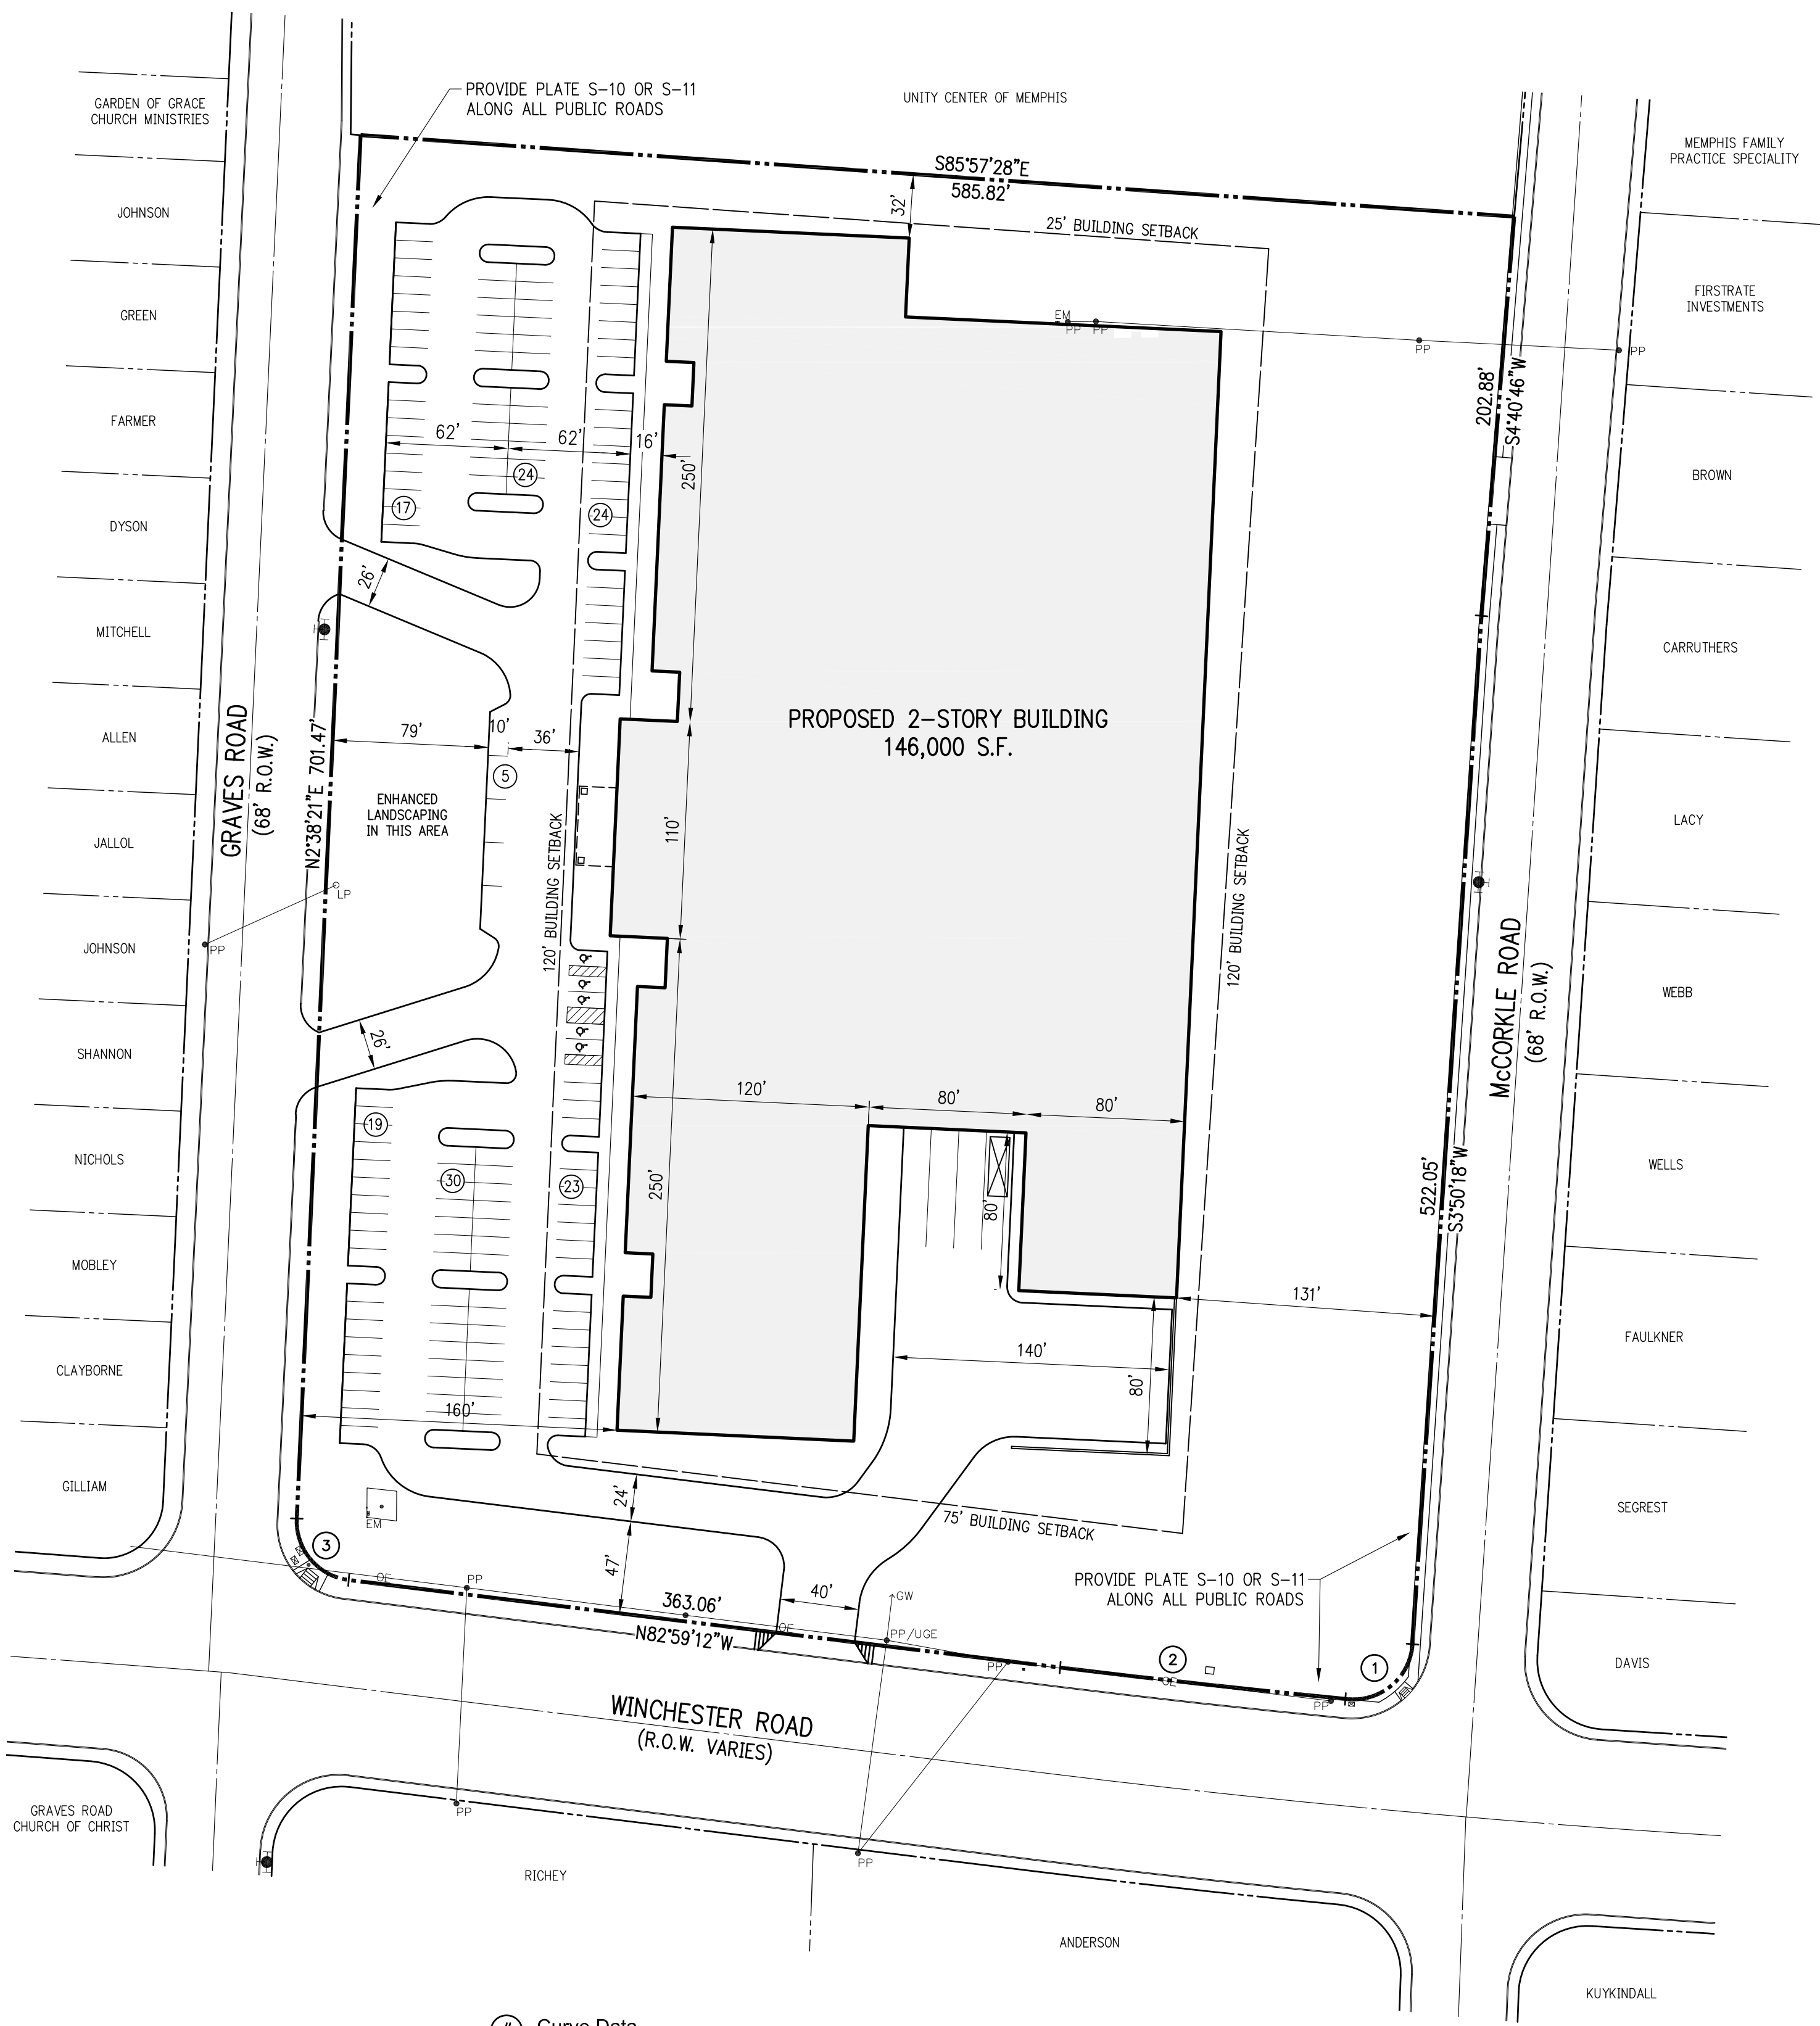 PROVIDE PLATE S-10 OR S-11
ALONG ALL PUBLIC ROADS
UNITY CENTER OF MEMPHIS
GARDEN OF GRACE
CHURCH MINISTRIES
MEMPHIS FAMILY
PRACTICE SPECIALITY
S85°57'28"E
585.82'
32'
25' BUILDING SETBACK
JOHNSON
GREEN
FARMER
DYSON
MITCHELL
ALLEN
JALLOL
JOHNSON
SHANNON
NICHOLS
MOBLEY
CLAYBORNE
GILLIAM
FIRSTRATE
INVESTMENTS
BROWN
CARRUTHERS
LACY
WEBB
WELLS
FAULKNER
SEGREST
DAVIS
EM
PP
PP
PP
PP
202.88'
S4°40'46"W
62'
62'
16'
250'
24
17
24
26'
GRAVES ROAD
(68' R.O.W.)
N2°38'21"E 701.47'
79'
10'
36'
5
ENHANCED
LANDSCAPING
IN THIS AREA
120' BUILDING SETBACK
110'
PROPOSED 2-STORY BUILDING
146,000 S.F.
120' BUILDING SETBACK
LP
PP
McCORKLE ROAD
(68' R.O.W.)
26'
19
30
23
120'
80'
80'
250'
80'
522.05'
S3°50'18"W
131'
140'
80'
160'
24'
47'
75' BUILDING SETBACK
EM
3
OE
PP
363.06'
N82°59'12"W
OE
40'
GW
PP/UGE
PP
PROVIDE PLATE S-10 OR S-11
ALONG ALL PUBLIC ROADS
2
OE
1
PP
WINCHESTER ROAD
(R.O.W. VARIES)
PP
PP
GRAVES ROAD
CHURCH OF CHRIST
RICHEY
ANDERSON
KUYKINDALL
# Curve Data